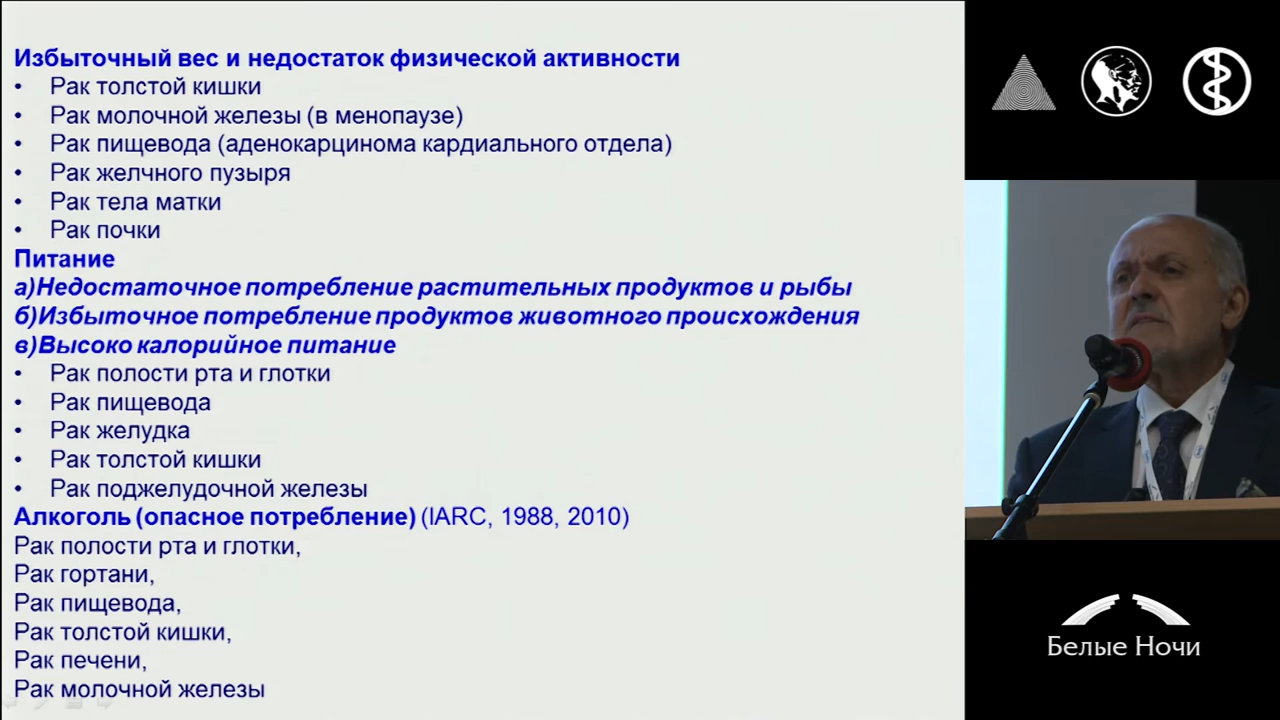 Избыточный вес и недостаток физической активности
• Рак толстой кишки
• Рак молочной железы (в менопаузе)
• Рак пищевода (аденокарцинома кардиального отдела)
• Рак желчного пузыря
• Рак тела матки
• Рак почки
Питание
а)Недостаточное потребление растительных продуктов и рыбы
б)Избыточное потребление продуктов животного происхождения
в)Высоко калорийное питание
• Рак полости рта и глотки
• Рак пищевода
• Рак желудка
• Рак толстой кишки
• Рак поджелудочной железы
Алкоголь (опасное потребление) (IARC, 1988, 2010)
Рак полости рта и глотки,
Рак гортани,
Рак пищевода,
Рак толстой кишки,
Рак печени,
Рак молочной железы
Белые Ночи